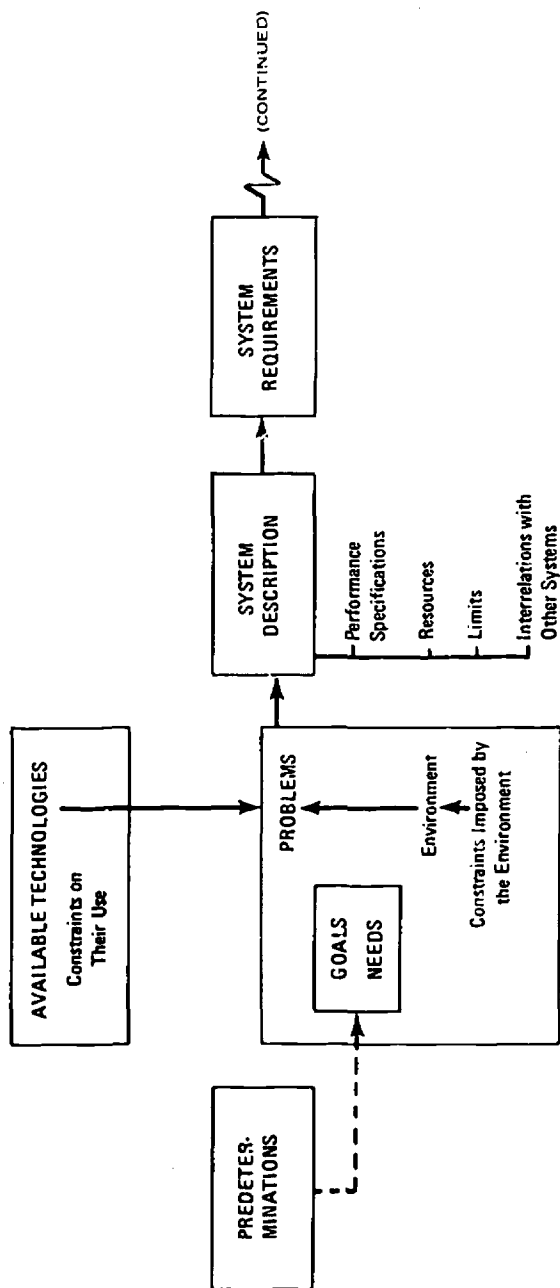 PREDETER-
MINATIONS
AVAILABLE TECHNOLOGIES
Constraints on
Their Use
PROBLEMS
GOALS
NEEDS
Environment
Constraints Imposed by
the Environment
SYSTEM
DESCRIPTION
Performance
Specifications
Resources
Limits
Interrelations with
Other Systems
SYSTEM
REQUIREMENTS
(CONTINUED)